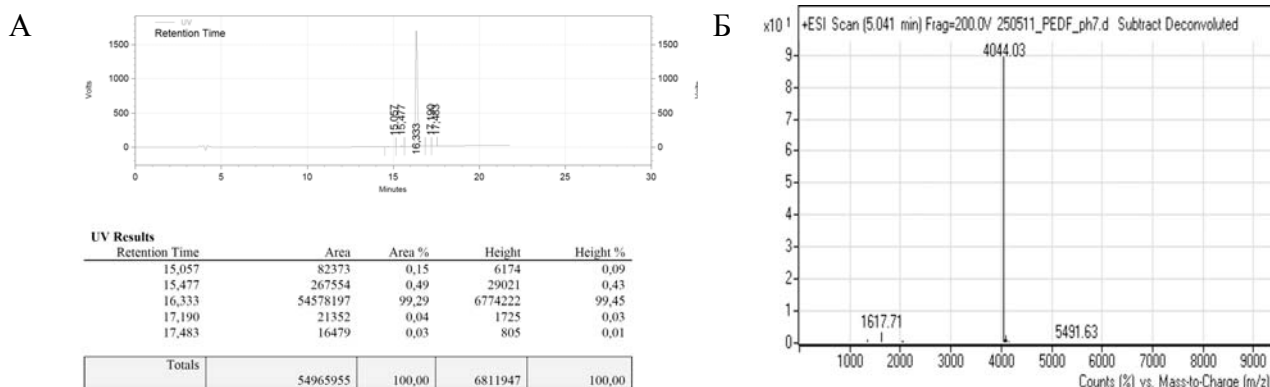 А
UV
Retention Time
1500
1000
500
0
Volts
15,057
15,477
16,333
17,190
17,483
1500
1000
500
0
0
5
10
15
20
25
30
Minutes
UV Results
Retention Time Area Area % Height Height %
15,057 82373 0,15 6174 0,09
15,477 267554 0,49 29021 0,43
16,333 54578197 99,29 6774222 99,45
17,190 21352 0,04 1725 0,03
17,483 16479 0,03 805 0,01
Totals
54965955 100,00 6811947 100,00
Б
x10 1
+ESI Scan (5.041 min) Frag=200.0V 250511_PEDF_ph7.d Subtract Deconvoluted
9
8
7
6
5
4
3
2
1
0
4044.03
1617.71
5491.63
1000 2000 3000 4000 5000 6000 7000 8000 9000
Counts (%) vs. Mass-to-Charge (m/z)